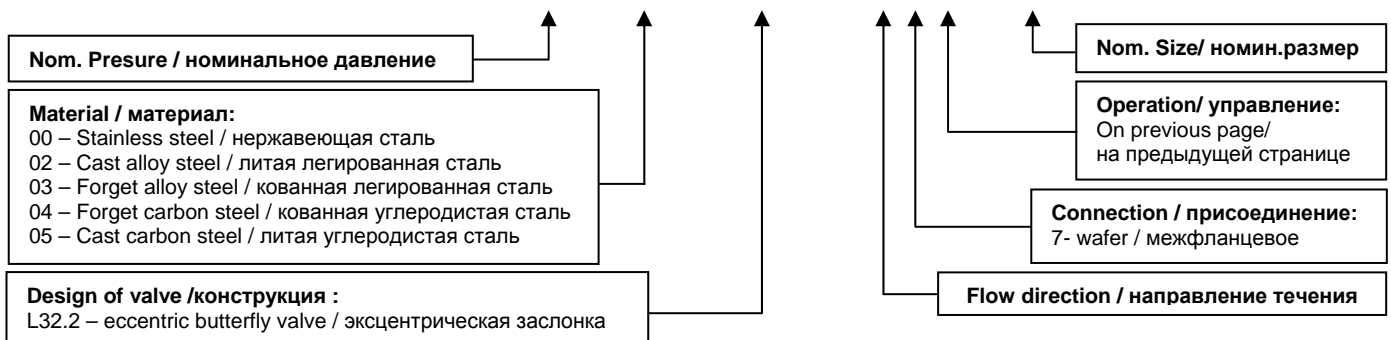 Nom. Presure / номинальное давление
Material / материал:
00 – Stainless steel / нержавеющая сталь
02 – Cast alloy steel / литая легированная сталь
03 – Forget alloy steel / кованная легированная сталь
04 – Forget carbon steel / кованная углеродистая сталь
05 – Cast carbon steel / литая углеродистая сталь
Design of valve /конструкция :
L32.2 – eccentric butterfly valve / эксцентрическая заслонка
Nom. Size/ номин.размер
Operation/ управление:
On previous page/
на предыдущей странице
Connection / присоединение:
7- wafer / межфланцевое
Flow direction / направление течения